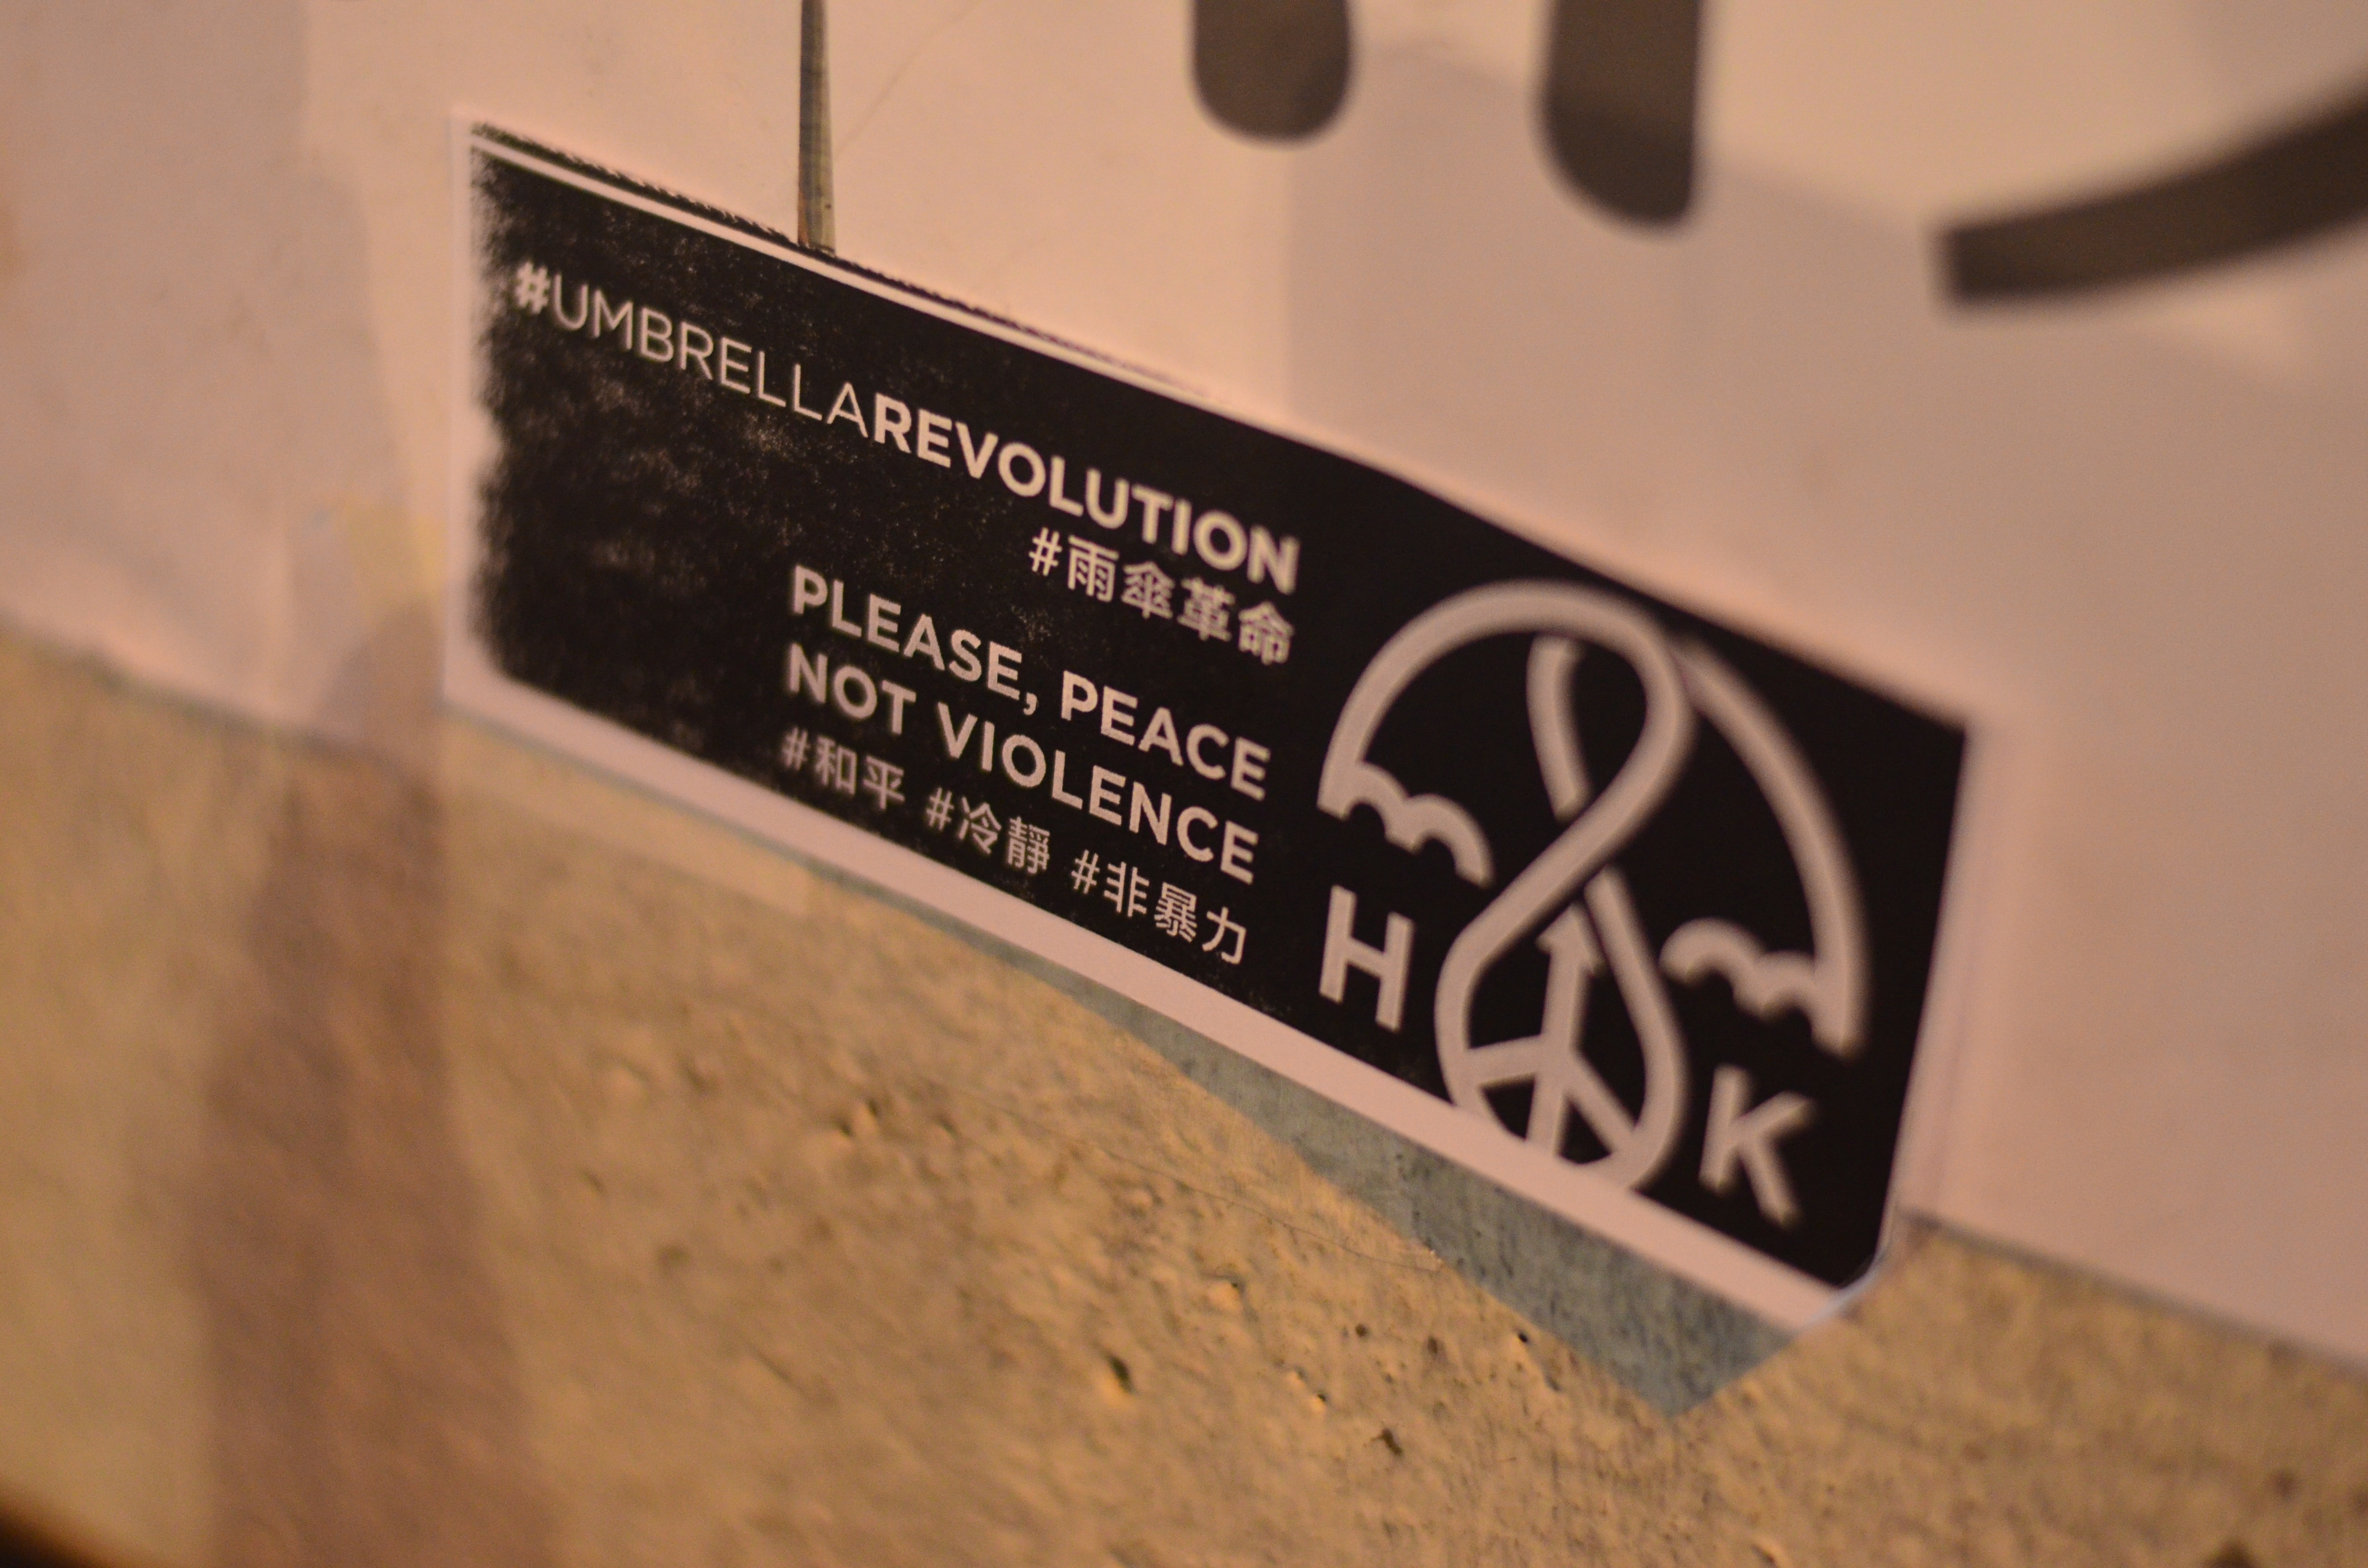 #UMBRELLAREVOLUTION
#雨傘革命
PLEASE, PEACE
NOT VIOLENCE
#和平 #冷靜 #非暴力
H K